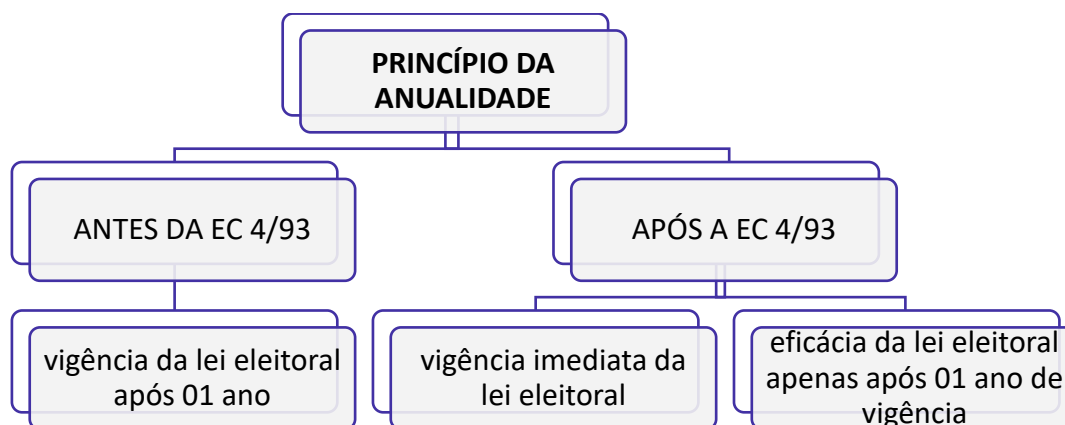 PRINCÍPIO DA
ANUALIDADE
ANTES DA EC 4/93
APÓS A EC 4/93
vigência da lei eleitoral
após 01 ano
vigência imediata da
lei eleitoral
eficácia da lei eleitoral
apenas após 01 ano de
vigência